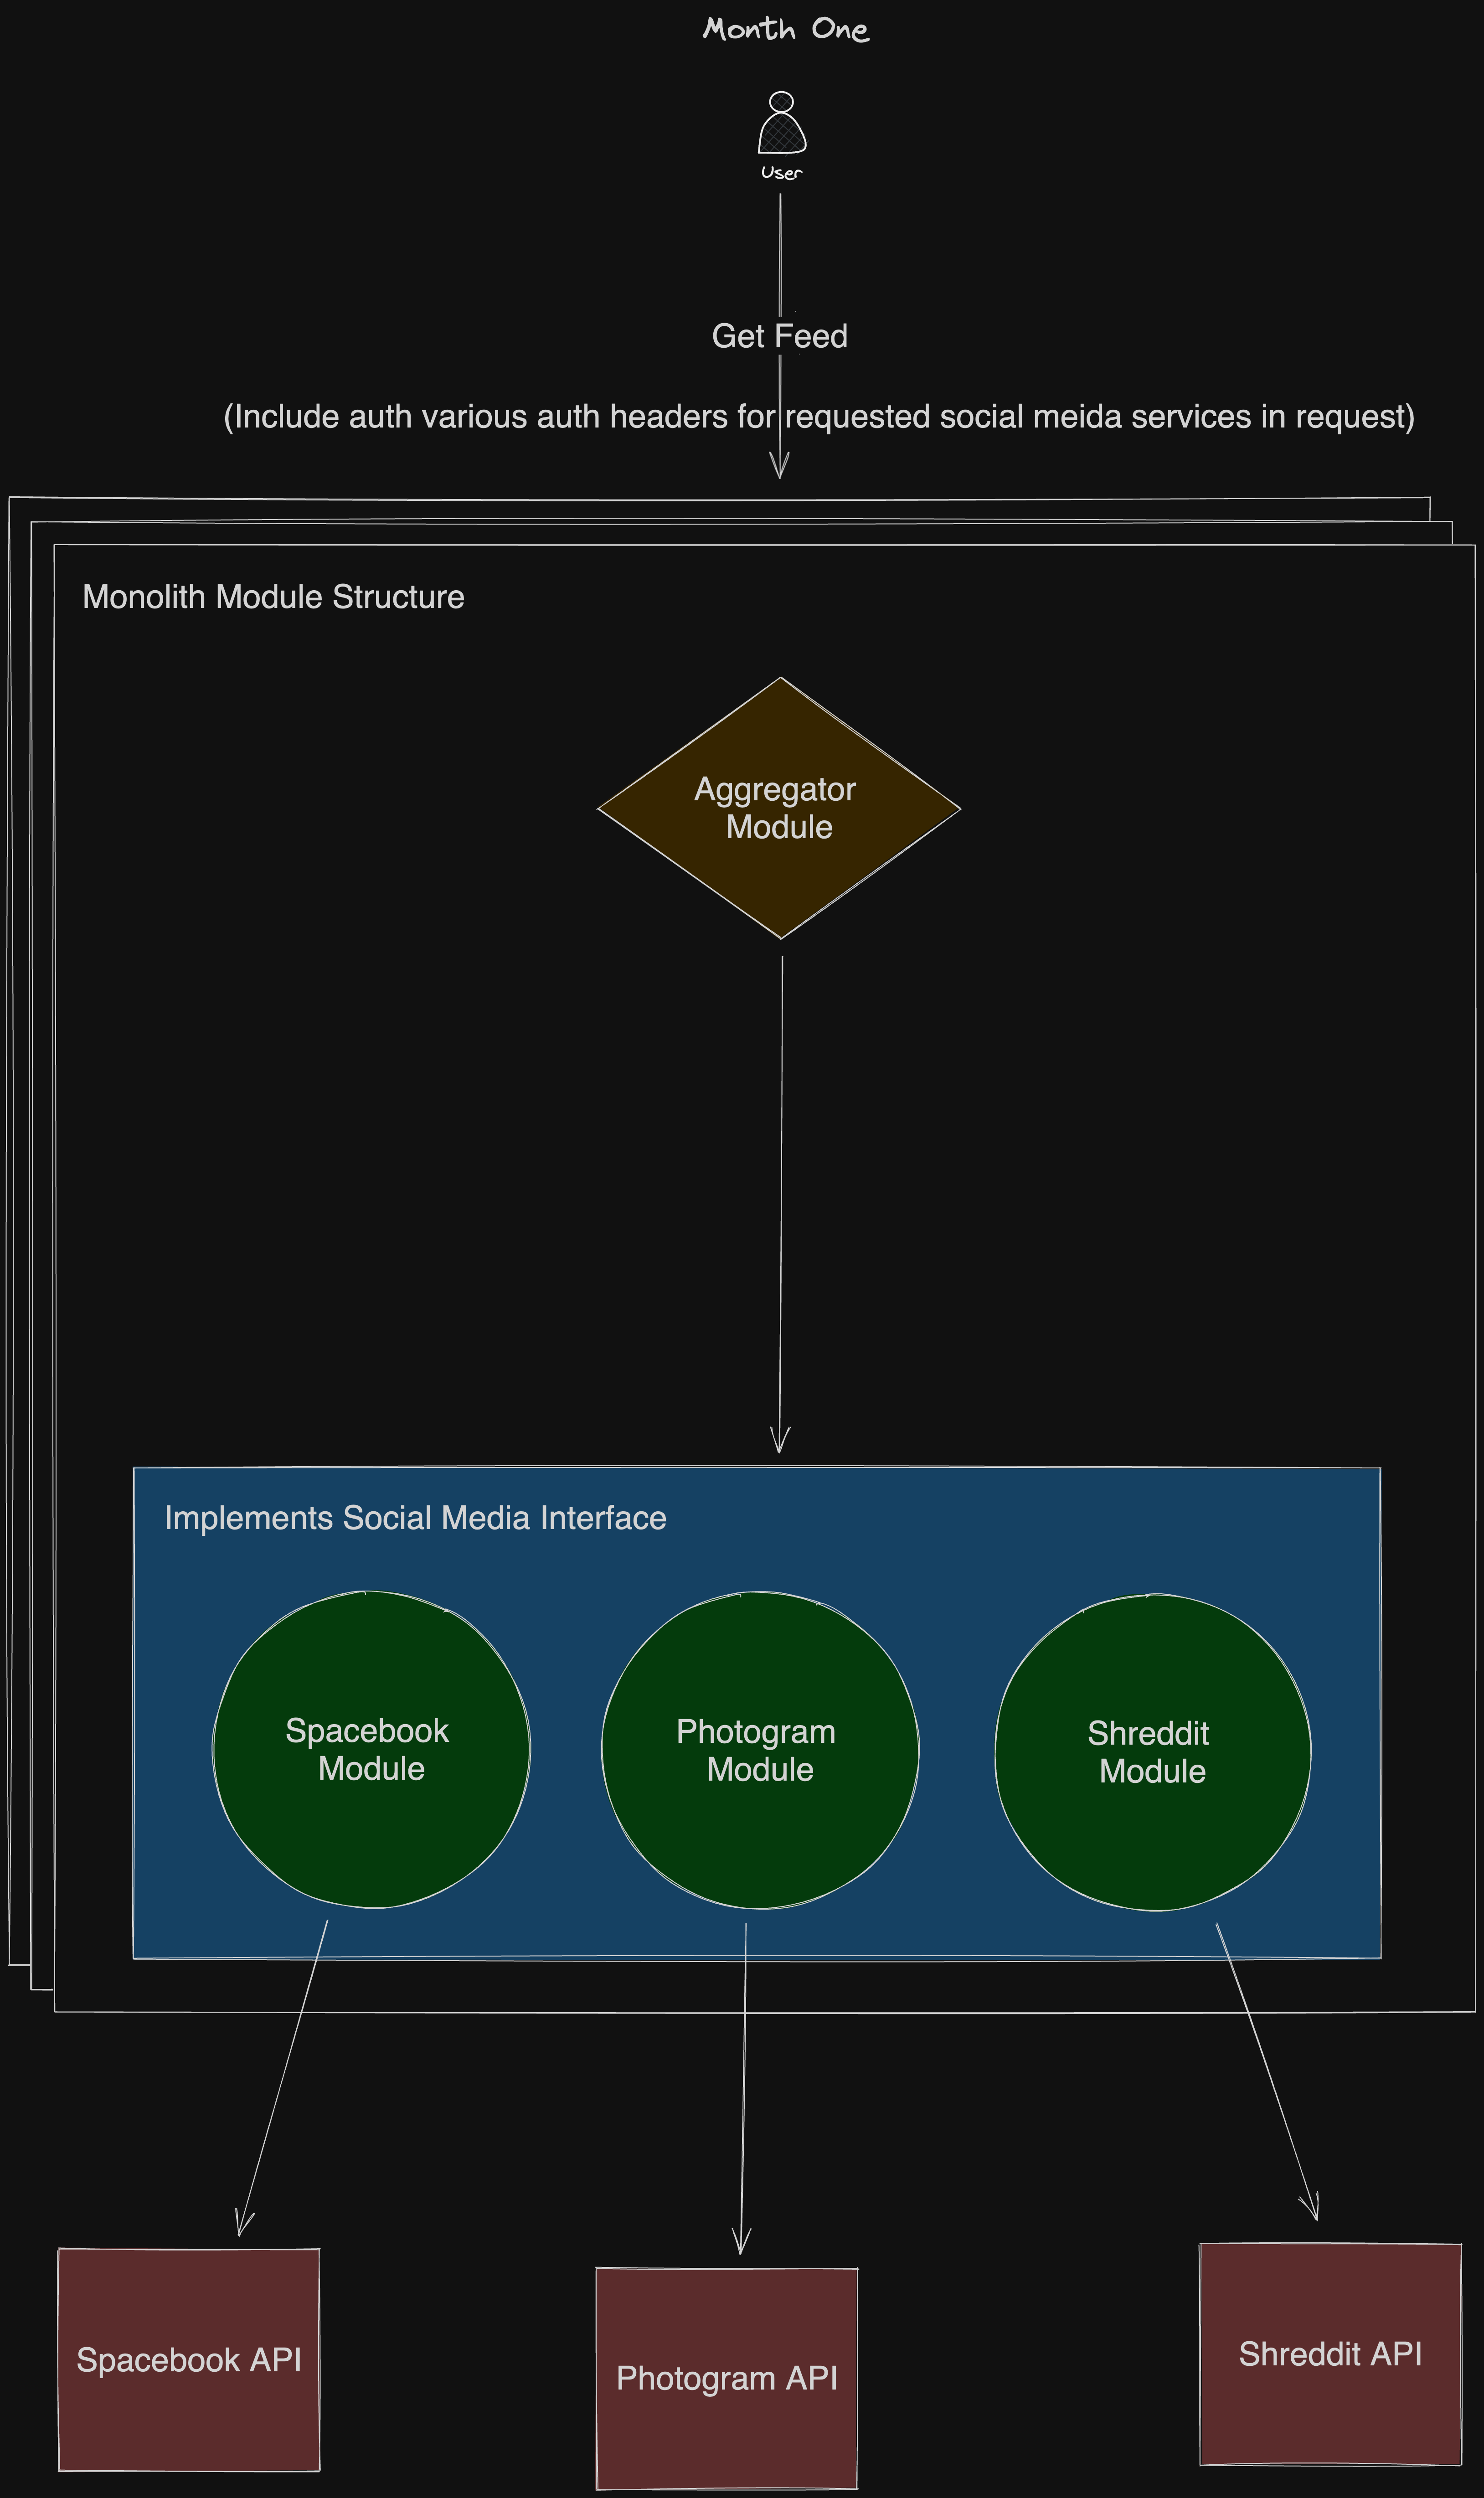 Month One
User
Get Feed
(Include auth various auth headers for requested social meida services in request)
Monolith Module Structure
Aggregator
Module
Implements Social Media Interface
Spacebook
Module
Photogram
Module
Shreddit
Module
Spacebook API
Photogram API
Shreddit API